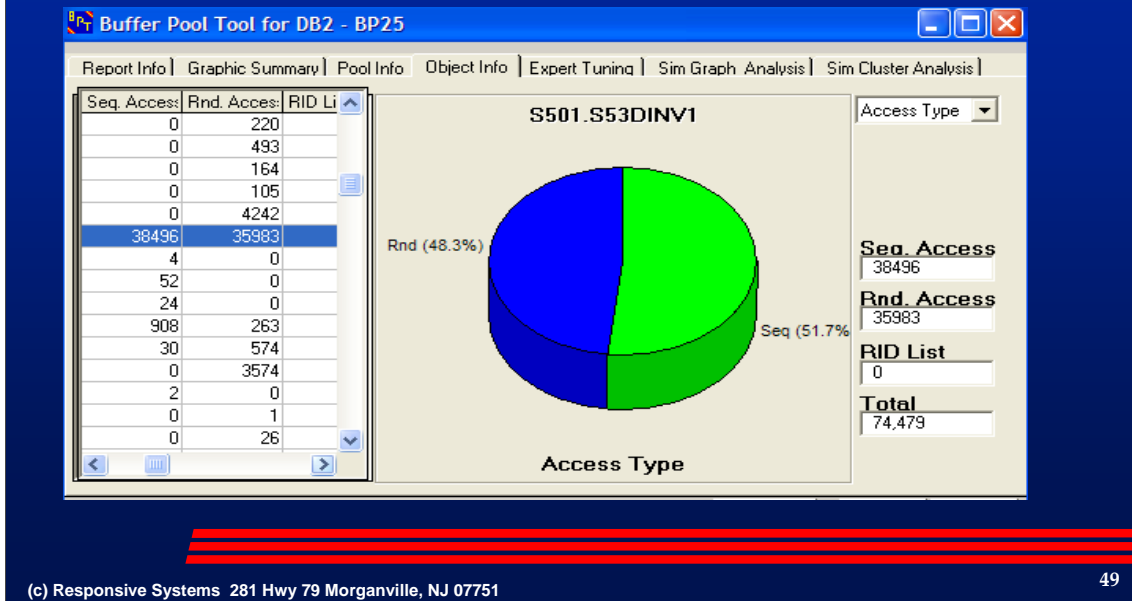 BPT Buffer Pool Tool for DB2 - BP25
Report Info Graphic Summary Pool Info Object Info Expert Tuning Sim Graph Analysis Sim Cluster Analysis
Seq. Access Rnd. Acces: RID Li
0 220
0 493
0 164
0 105
0 4242
38496 35983
4 0
52 0
24 0
908 263
30 574
0 3574
2 0
0 1
0 26
S501.S53DINV1
Rnd (48.3%)
Seq (51.7%
Access Type
Access Type
Seq. Access
38496
Rnd. Access
35983
RID List
0
Total
74,479
(c) Responsive Systems 281 Hwy 79 Morganville, NJ 07751
49